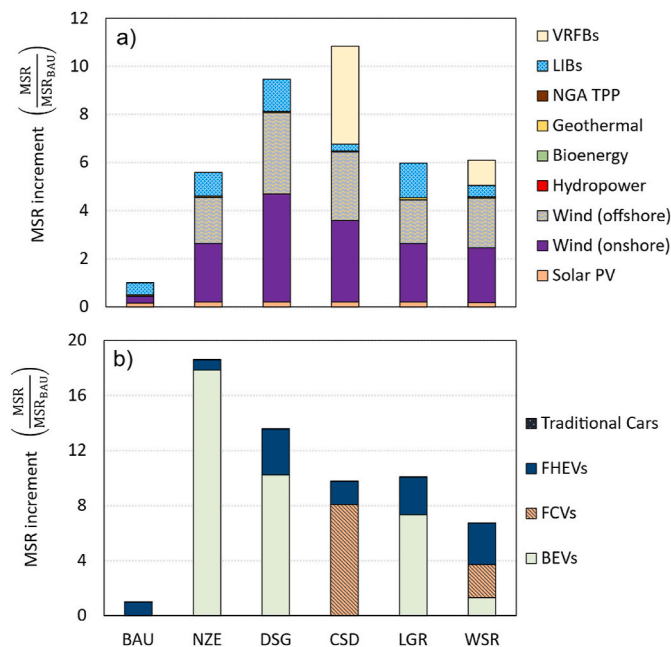 a)
12
10
8
6
4
2
0
MSR increment (MSR/MSR_BAU)
VRFBs
LIBs
NGA TPP
Geothermal
Bioenergy
Hydropower
Wind (offshore)
Wind (onshore)
Solar PV
b)
20
16
12
8
4
0
MSR increment (MSR/MSR_BAU)
Traditional Cars
FHEVs
FCVs
BEVs
BAU NZE DSG CSD LGR WSR